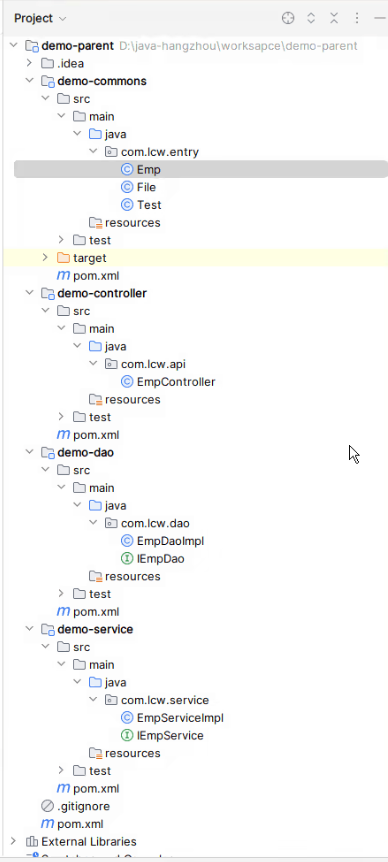 Project
demo-parent D:\java-hangzhou\worksapce\demo-parent
.idea
demo-commons
src
main
java
com.lcw.entry
Emp
File
Test
resources
test
target
pom.xml
demo-controller
src
main
java
com.lcw.api
EmpController
resources
test
pom.xml
demo-dao
src
main
java
com.lcw.dao
EmpDaoImpl
IEmpDao
resources
test
pom.xml
demo-service
src
main
java
com.lcw.service
EmpServiceImpl
IEmpService
resources
test
pom.xml
.gitignore
pom.xml
External Libraries